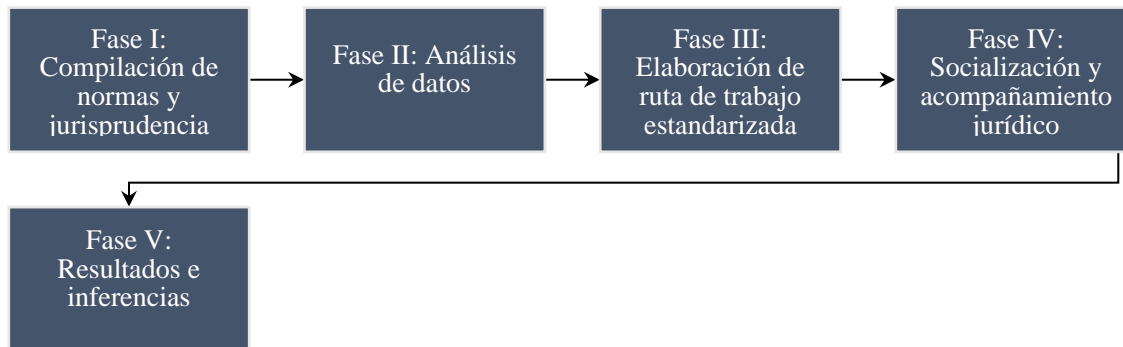 Fase I:
Compilación de
normas y
jurisprudencia
Fase II: Análisis
de datos
Fase III:
Elaboración de
ruta de trabajo
estandarizada
Fase IV:
Socialización y
acompañamiento
jurídico
Fase V:
Resultados e
inferencias